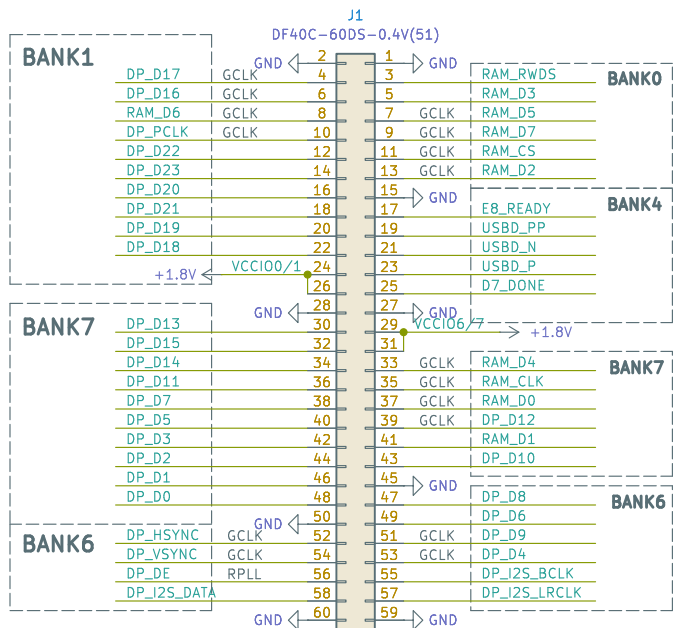 J1
DF40C-60DS-0.4V(51)
BANK1
GND 2 1 GND
DP_D17 GCLK 4 3 RAM_RWDS BANK0
DP_D16 GCLK 6 5 RAM_D3
RAM_D6 GCLK 8 7 GCLK RAM_D5
DP_PCLK GCLK 10 9 GCLK RAM_D7
DP_D22 12 11 GCLK RAM_CS
DP_D23 14 13 GCLK RAM_D2
DP_D20 16 15 GND BANK4
DP_D21 18 17 E8_READY
DP_D19 20 19 USBD_PP
DP_D18 22 21 USBD_N
+1.8V VCCIO0/1 24 23 USBD_P
26 25 D7_DONE
GND 28 27 GND
BANK7
DP_D13 30 29 VCCIO6/7 +1.8V
DP_D15 32 31
DP_D14 34 33 GCLK RAM_D4 BANK7
DP_D11 36 35 GCLK RAM_CLK
DP_D7 38 37 GCLK RAM_D0
DP_D5 40 39 GCLK DP_D12
DP_D3 42 41 RAM_D1
DP_D2 44 43 DP_D10
DP_D1 46 45 GND
DP_D0 48 47 DP_D8 BANK6
GND 50 49 DP_D6
BANK6
DP_HSYNC GCLK 52 51 GCLK DP_D9
DP_VSYNC GCLK 54 53 GCLK DP_D4
DP_DE RPLL 56 55 DP_I2S_BCLK
DP_I2S_DATA 58 57 DP_I2S_LRCLK
GND 60 59 GND